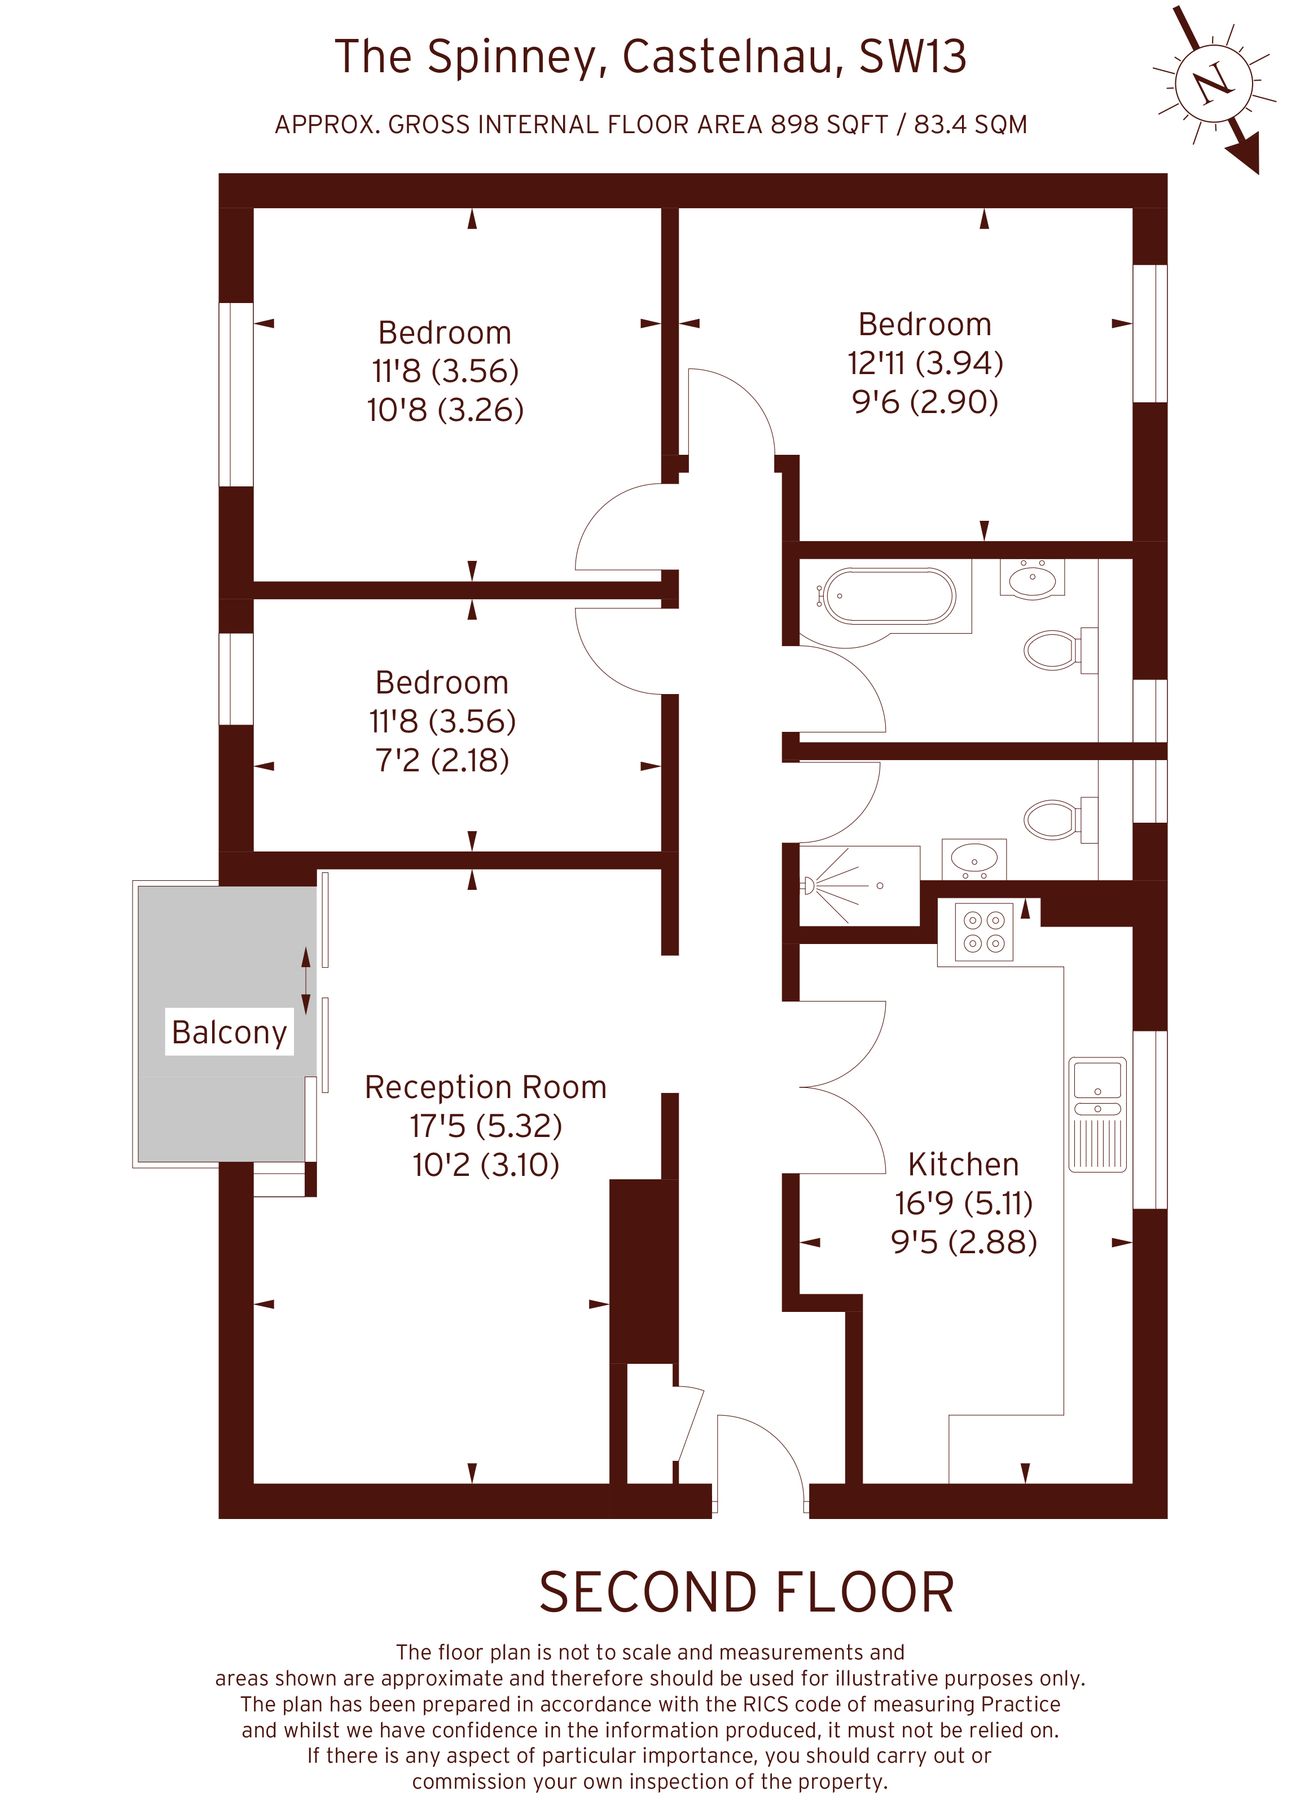 The Spinney, Castelnau, SW13
N
APPROX. GROSS INTERNAL FLOOR AREA 898 SQFT / 83.4 SQM
Bedroom
11'8 (3.56)
10'8 (3.26)
Bedroom
12'11 (3.94)
9'6 (2.90)
Bedroom
11'8 (3.56)
7'2 (2.18)
Balcony
Reception Room
17'5 (5.32)
10'2 (3.10)
Kitchen
16'9 (5.11)
9'5 (2.88)
SECOND FLOOR
The floor plan is not to scale and measurements and
areas shown are approximate and therefore should be used for illustrative purposes only.
The plan has been prepared in accordance with the RICS code of measuring Practice
and whilst we have confidence in the information produced, it must not be relied on.
If there is any aspect of particular importance, you should carry out or
commission your own inspection of the property.